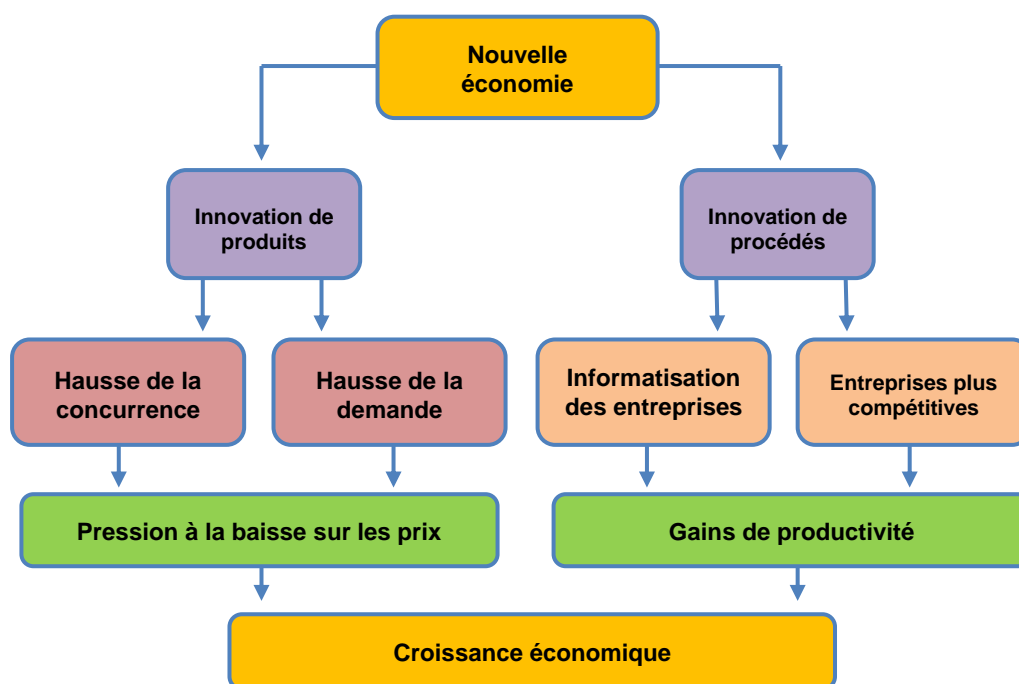 Nouvelle
économie
Innovation de
produits
Innovation de
procédés
Hausse de la
concurrence
Hausse de la
demande
Informatisation
des entreprises
Entreprises plus
compétitives
Pression à la baisse sur les prix
Gains de productivité
Croissance économique